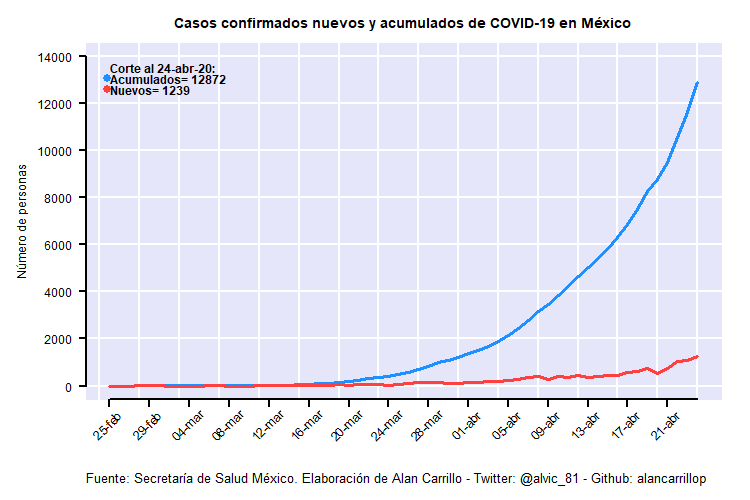 Casos confirmados nuevos y acumulados de COVID-19 en México
Corte al 24-abr-20:
Acumulados= 12872
Nuevos= 1239
Número de personas
14000
12000
10000
8000
6000
4000
2000
0
25-feb
29-feb
04-mar
08-mar
12-mar
16-mar
20-mar
24-mar
28-mar
01-abr
05-abr
09-abr
13-abr
17-abr
21-abr
Fuente: Secretaría de Salud México. Elaboración de Alan Carrillo - Twitter: @alvic_81 - Github: alancarrillop